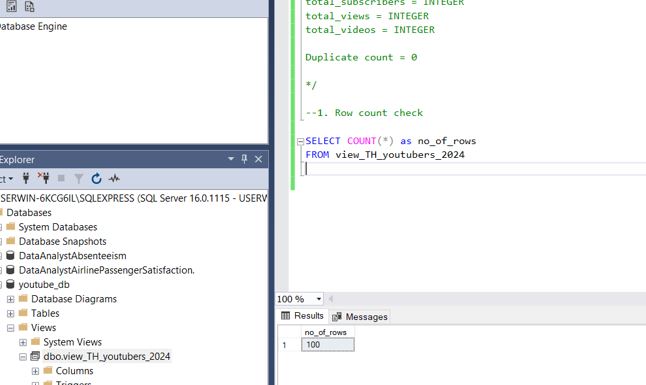 atabase Engine
Explorer
ct
SERWIN-6KCG6IL\SQLEXPRESS (SQL Server 16.0.1115 - USERW
Databases
System Databases
Database Snapshots
DataAnalystAbsenteeism
DataAnalystAirlinePassengerSatisfaction.
youtube_db
Database Diagrams
Tables
Views
System Views
dbo.view_TH_youtubers_2024
Columns
Triggers
total_subscribers = INTEGER
total_views = INTEGER
total_videos = INTEGER
Duplicate count = 0
*/
--1. Row count check
SELECT COUNT(*) as no_of_rows
FROM view_TH_youtubers_2024
100 %
Results Messages
no_of_rows
1 100